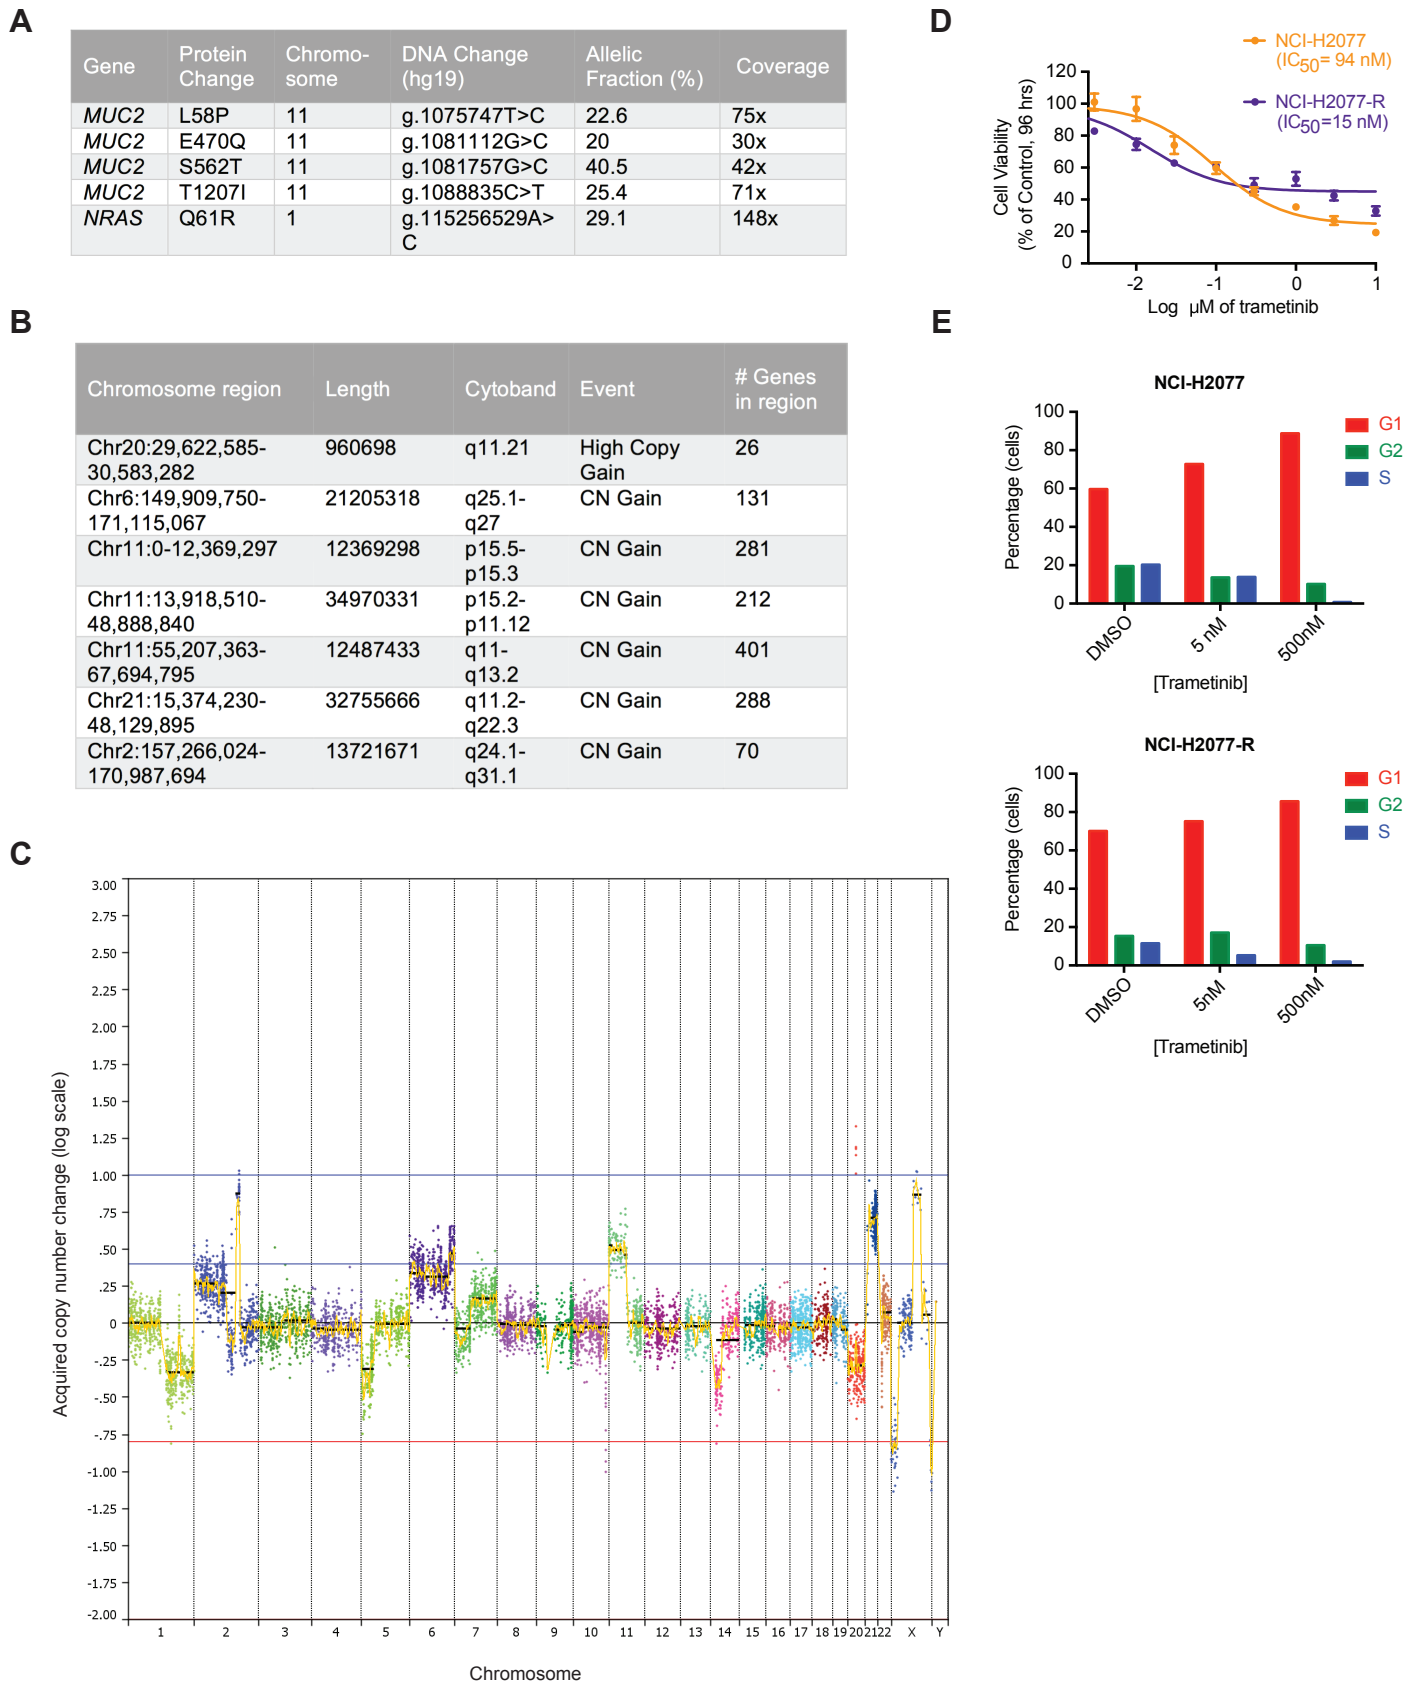 A
Gene Protein Change Chromo-some DNA Change (hg19) Allelic Fraction (%) Coverage
MUC2 L58P 11 g.1075747T>C 22.6 75x
MUC2 E470Q 11 g.1081112G>C 20 30x
MUC2 S562T 11 g.1081757G>C 40.5 42x
MUC2 T1207I 11 g.1088835C>T 25.4 71x
NRAS Q61R 1 g.115256529A> 29.1 148x
C
B
Chromosome region Length Cytoband Event # Genes in region
Chr20:29,622,585- 960698 q11.21 High Copy 26
30,583,282 Gain
Chr6:149,909,750- 21205318 q25.1- CN Gain 131
171,115,067 q27
Chr11:0-12,369,297 12369298 p15.5- CN Gain 281
p15.3
Chr11:13,918,510- 34970331 p15.2- CN Gain 212
48,888,840 p11.12
Chr11:55,207,363- 12487433 q11- CN Gain 401
67,694,795 q13.2
Chr21:15,374,230- 32755666 q11.2- CN Gain 288
48,129,895 q22.3
Chr2:157,266,024- 13721671 q24.1- CN Gain 70
170,987,694 q31.1
C
Acquired copy number change (log scale)
3.00
2.75
2.50
2.25
2.00
1.75
1.50
1.25
1.00
.75
.50
.25
0
-.25
-.50
-.75
-1.00
-1.25
-1.50
-1.75
-2.00
1 2 3 4 5 6 7 8 9 10 11 12 13 14 15 16 17 18 19 20 21 22 X Y
Chromosome
D
NCI-H2077
(IC50= 94 nM)
NCI-H2077-R
(IC50=15 nM)
Cell Viability
(% of Control, 96 hrs)
120
100
80
60
40
20
0
-2 -1 0 1
Log µM of trametinib
E
NCI-H2077
Percentage (cells)
100
80
60
40
20
0
G1
G2
S
DMSO 5 nM 500nM
[Trametinib]
NCI-H2077-R
Percentage (cells)
100
80
60
40
20
0
G1
G2
S
DMSO 5nM 500nM
[Trametinib]